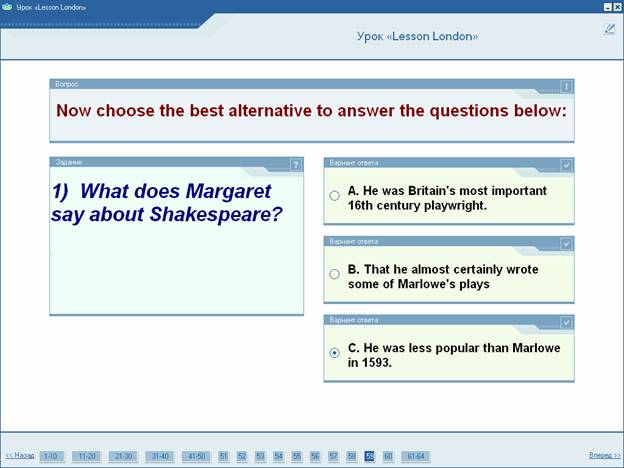 Урок «Lesson London»
Урок «Lesson London»
Вопрос
Now choose the best alternative to answer the questions below:
Задание
?
1) What does Margaret
say about Shakespeare?
Вариант ответа
A. He was Britain's most important
16th century playwright.
Вариант ответа
B. That he almost certainly wrote
some of Marlowe's plays
Вариант ответа
C. He was less popular than Marlowe
in 1593.
<< Назад 1-10 11-20 21-30 31-40 41-50 51 52 53 54 55 56 57 58 59 60 61-64 Вперед >>